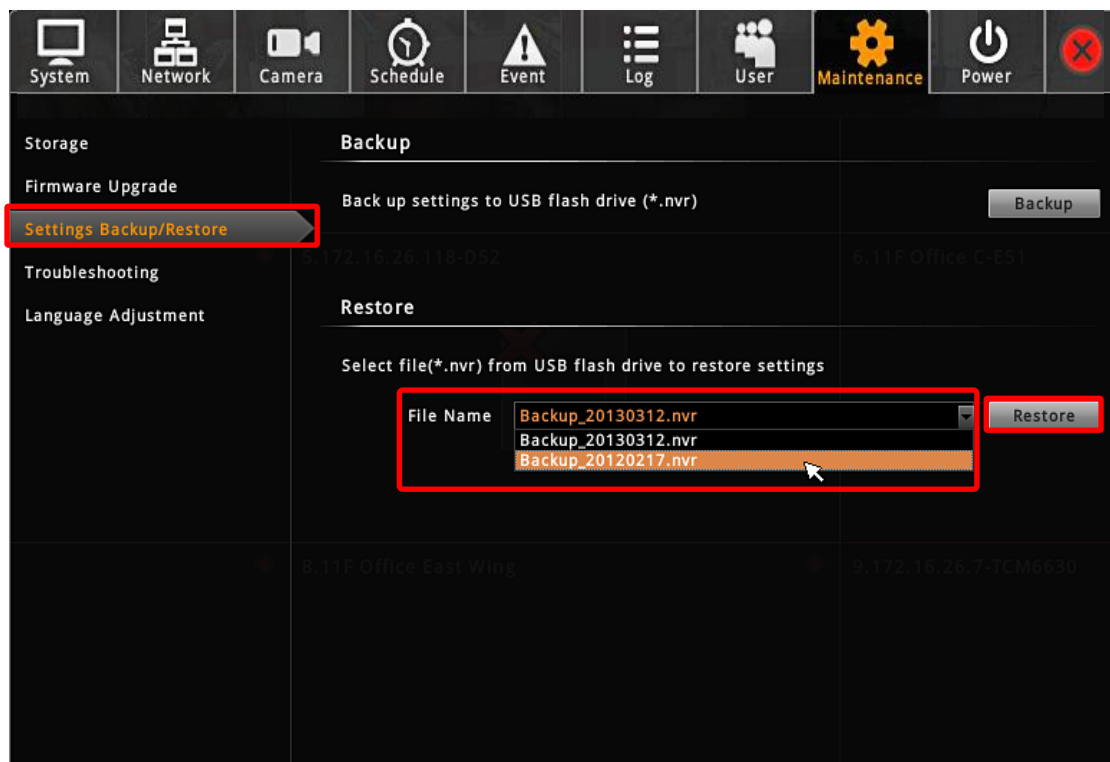 System Network Camera Schedule Event Log User Maintenance Power
Storage
Firmware Upgrade
Settings Backup/Restore
Troubleshooting
Language Adjustment
Backup
Back up settings to USB flash drive (*.nvr)
Backup
5.172.16.26.118-D52
6.11F Office C-E51
Restore
Select file(*.nvr) from USB flash drive to restore settings
File Name
Backup_20130312.nvr
Restore
Backup_20130312.nvr
Backup_20120217.nvr
8.11F Office East Wing
9.172.16.26.7-TCM6630